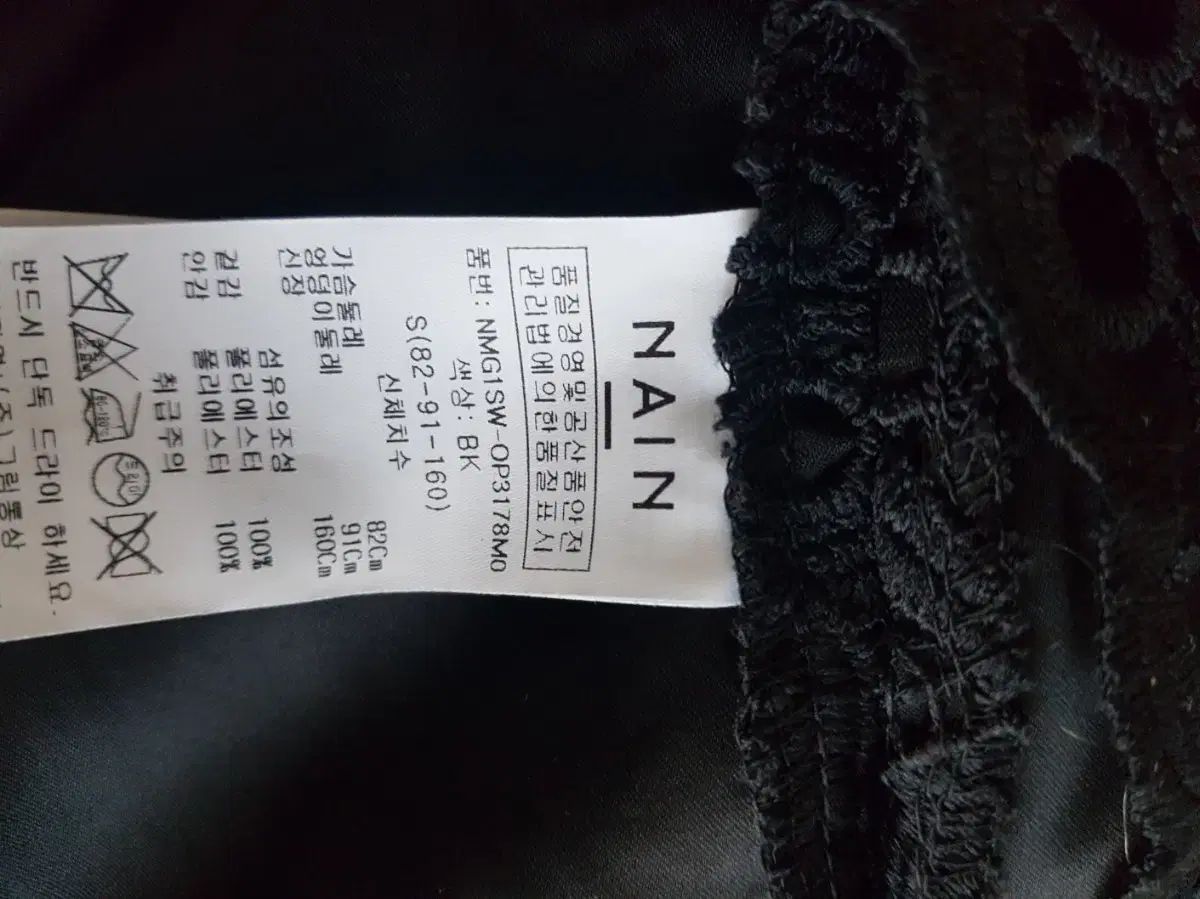 NAIN
품질경영및공산품안전
관리법에의한품질표시
품번: NMG1SW-OP3178M0
색상: BK
S(82-91-160)
신체치수
가슴둘레 82Cm
엉덩이둘레 91Cm
신장 160Cm
섬유의조성
겉감 폴리에스터 100%
안감 폴리에스터 100%
취급주의
드라이
반드시 단독 드라이 하세요.